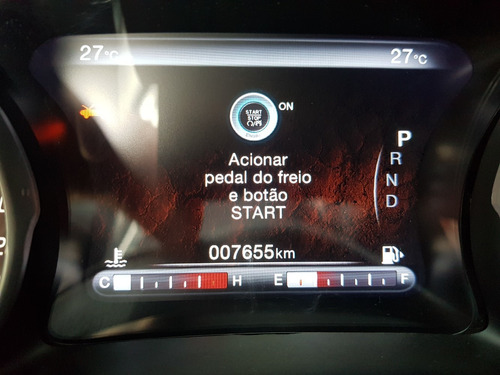 27°C 27°C
START
STOP
ON
P
R
N
D
Acionar
pedal do freio
e botão
START
007655km
C H E F